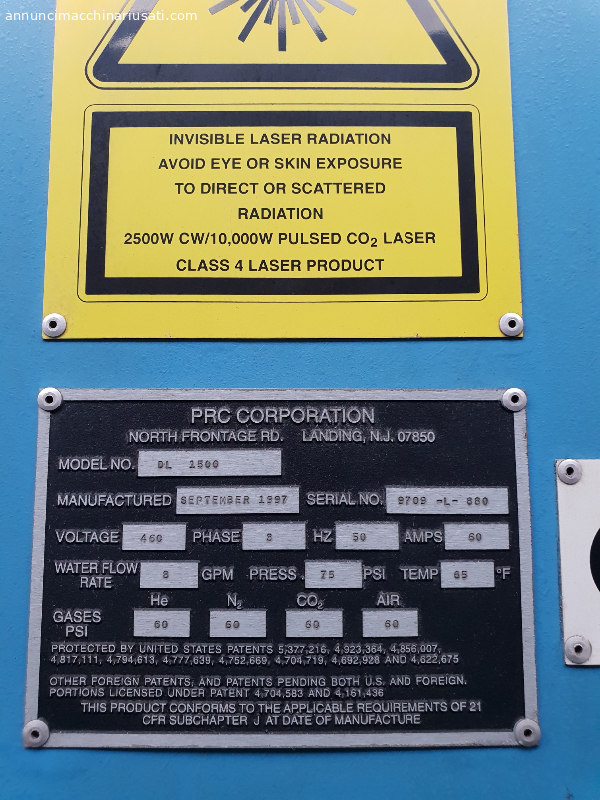 annuncimacchinariusati.com
INVISIBLE LASER RADIATION
AVOID EYE OR SKIN EXPOSURE
TO DIRECT OR SCATTERED
RADIATION
2500W CW/10,000W PULSED CO₂ LASER
CLASS 4 LASER PRODUCT
PRC CORPORATION
NORTH FRONTAGE RD. LANDING, N.J. 07850
MODEL NO. DL 1500
MANUFACTURED SEPTEMBER 1997 SERIAL NO. 9709 -L- 880
VOLTAGE 460 PHASE 3 HZ 50 AMPS 60
WATER FLOW RATE 8 GPM PRESS. 75 PSI TEMP 65 °F
He N₂ CO₂ AIR
GASES PSI 60 60 60 60
PROTECTED BY UNITED STATES PATENTS 5,377,216, 4,923,364, 4,856,007,
4,817,111, 4,794,613, 4,777,639, 4,752,669, 4,704,719, 4,692,928 AND 4,622,675
OTHER FOREIGN PATENTS, AND PATENTS PENDING BOTH U.S. AND FOREIGN.
PORTIONS LICENSED UNDER PATENT 4,704,583 AND 4,161,436
THIS PRODUCT CONFORMS TO THE APPLICABLE REQUIREMENTS OF 21
CFR SUBCHAPTER J AT DATE OF MANUFACTURE